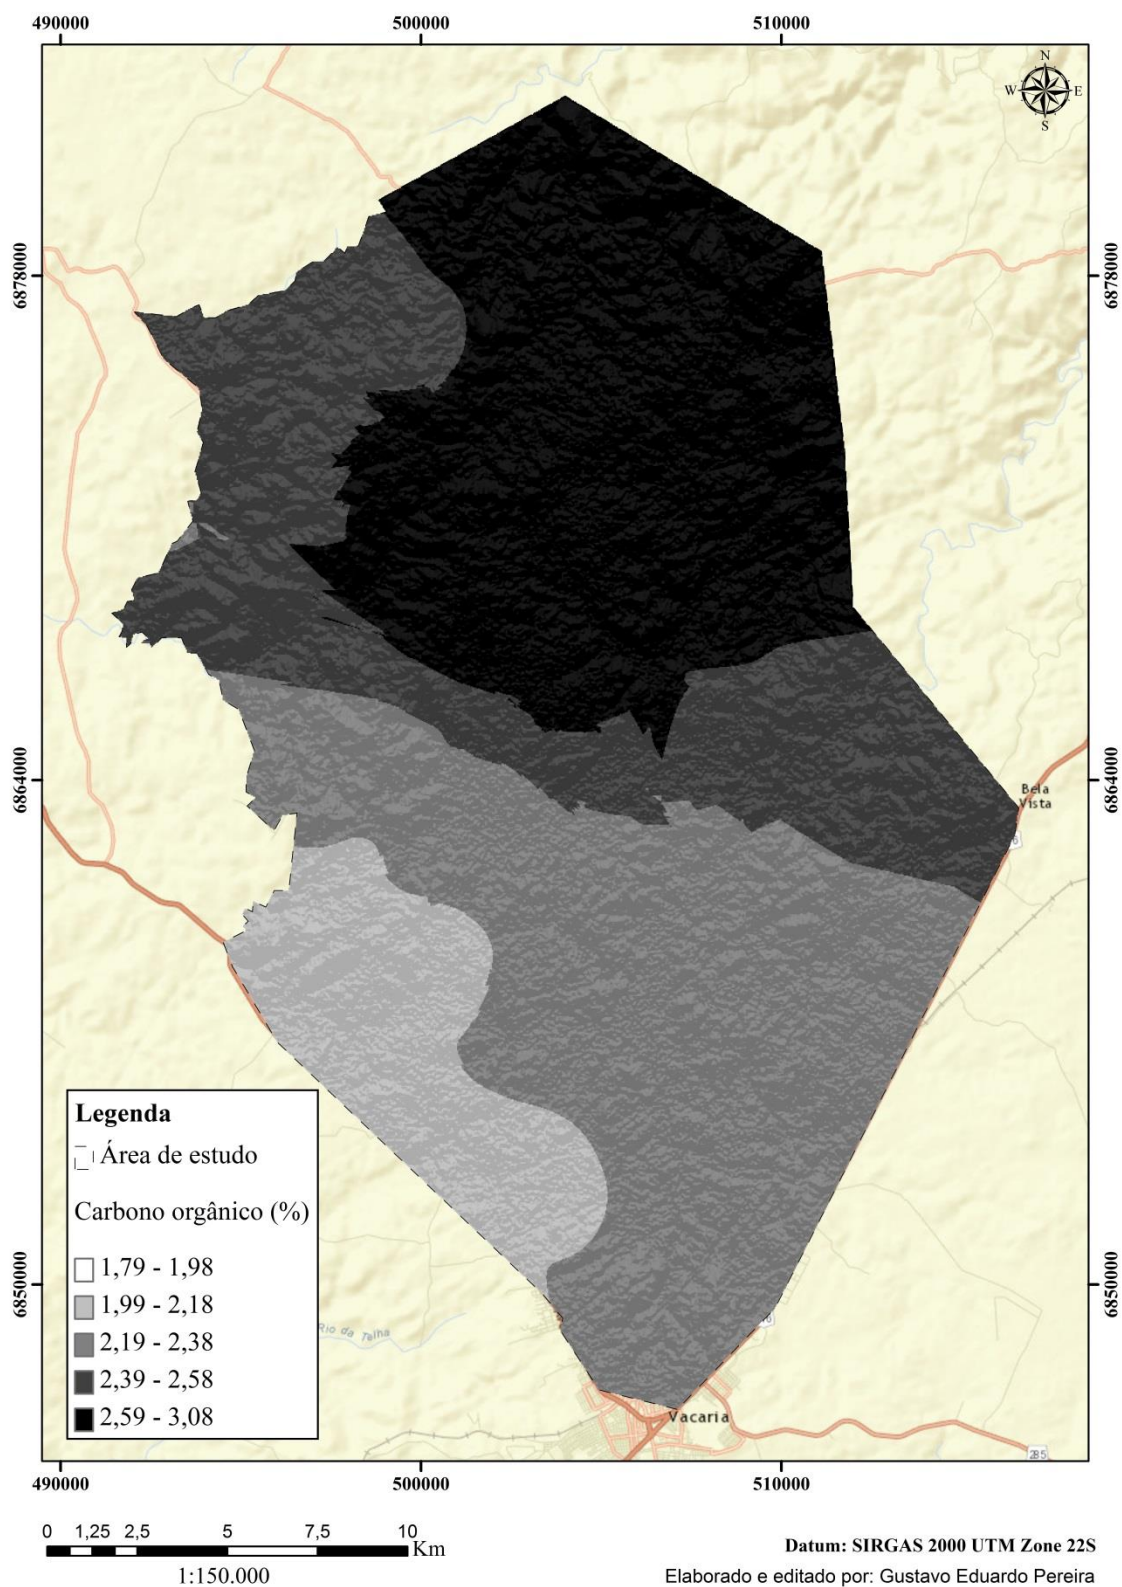 490000
500000
510000
N
W
E
S
6878000
6878000
6864000
6864000
Bela
Vista
Legenda
Área de estudo
Carbono orgânico (%)
1,79 - 1,98
1,99 - 2,18
2,19 - 2,38
2,39 - 2,58
2,59 - 3,08
6850000
6850000
Rio da Telha
Vacaria
285
490000
500000
510000
0 1,25 2,5 5 7,5 10
Km
1:150.000
Datum: SIRGAS 2000 UTM Zone 22S
Elaborado e editado por: Gustavo Eduardo Pereira